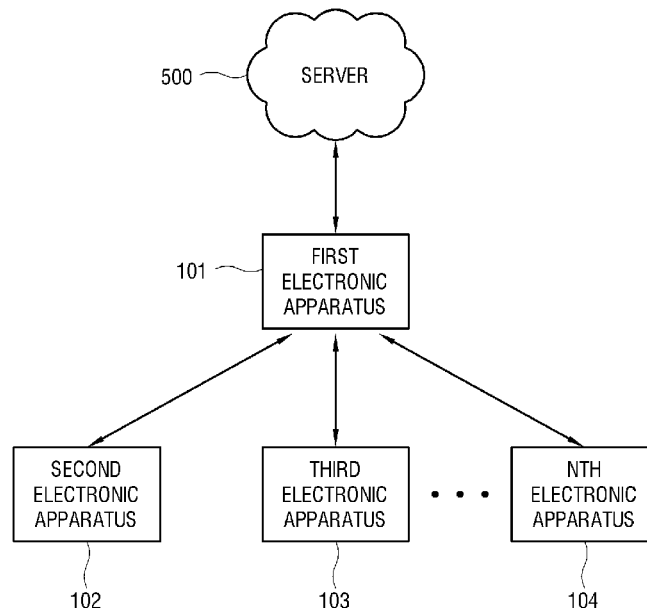 500
SERVER
101
FIRST
ELECTRONIC
APPARATUS
SECOND
ELECTRONIC
APPARATUS
THIRD
ELECTRONIC
APPARATUS
NTH
ELECTRONIC
APPARATUS
102
103
104